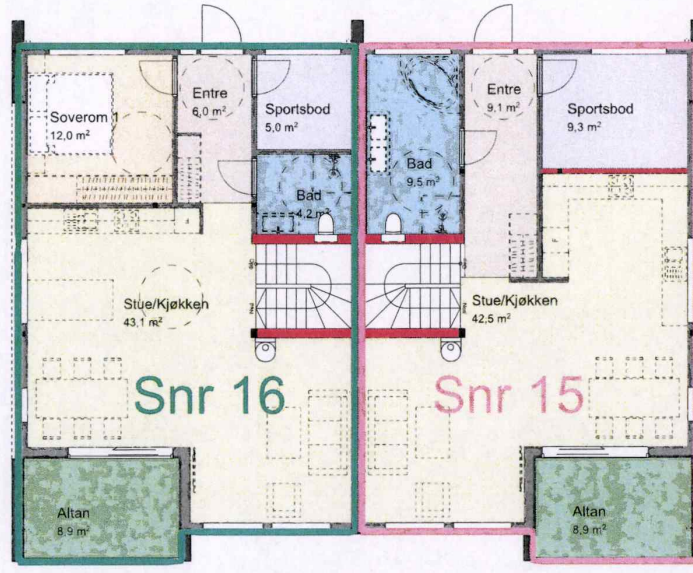 Soverom 1
12,0 m²
Entre
6,0 m²
Sportsbod
5,0 m²
Bad
4,2 m²
Stue/Kjøkken
43,1 m²
Snr 16
Altan
8,9 m²
Bad
9,5 m²
Entre
9,1 m²
Sportsbod
9,3 m²
Stue/Kjøkken
42,5 m²
Snr 15
Altan
8,9 m²